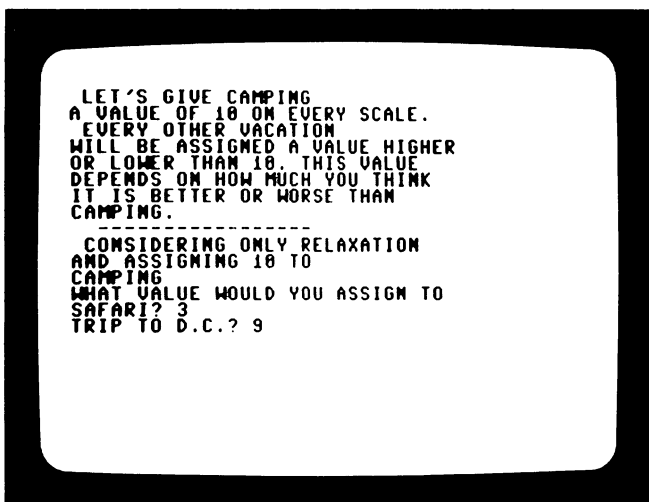 LET'S GIVE CAMPING
A VALUE OF 10 ON EVERY SCALE.
EVERY OTHER VACATION
WILL BE ASSIGNED A VALUE HIGHER
OR LOWER THAN 10. THIS VALUE
DEPENDS ON HOW MUCH YOU THINK
IT IS BETTER OR WORSE THAN
CAMPING.
------------------
CONSIDERING ONLY RELAXATION
AND ASSIGNING 10 TO
CAMPING
WHAT VALUE WOULD YOU ASSIGN TO
SAFARI? 3
TRIP TO D.C.? 9